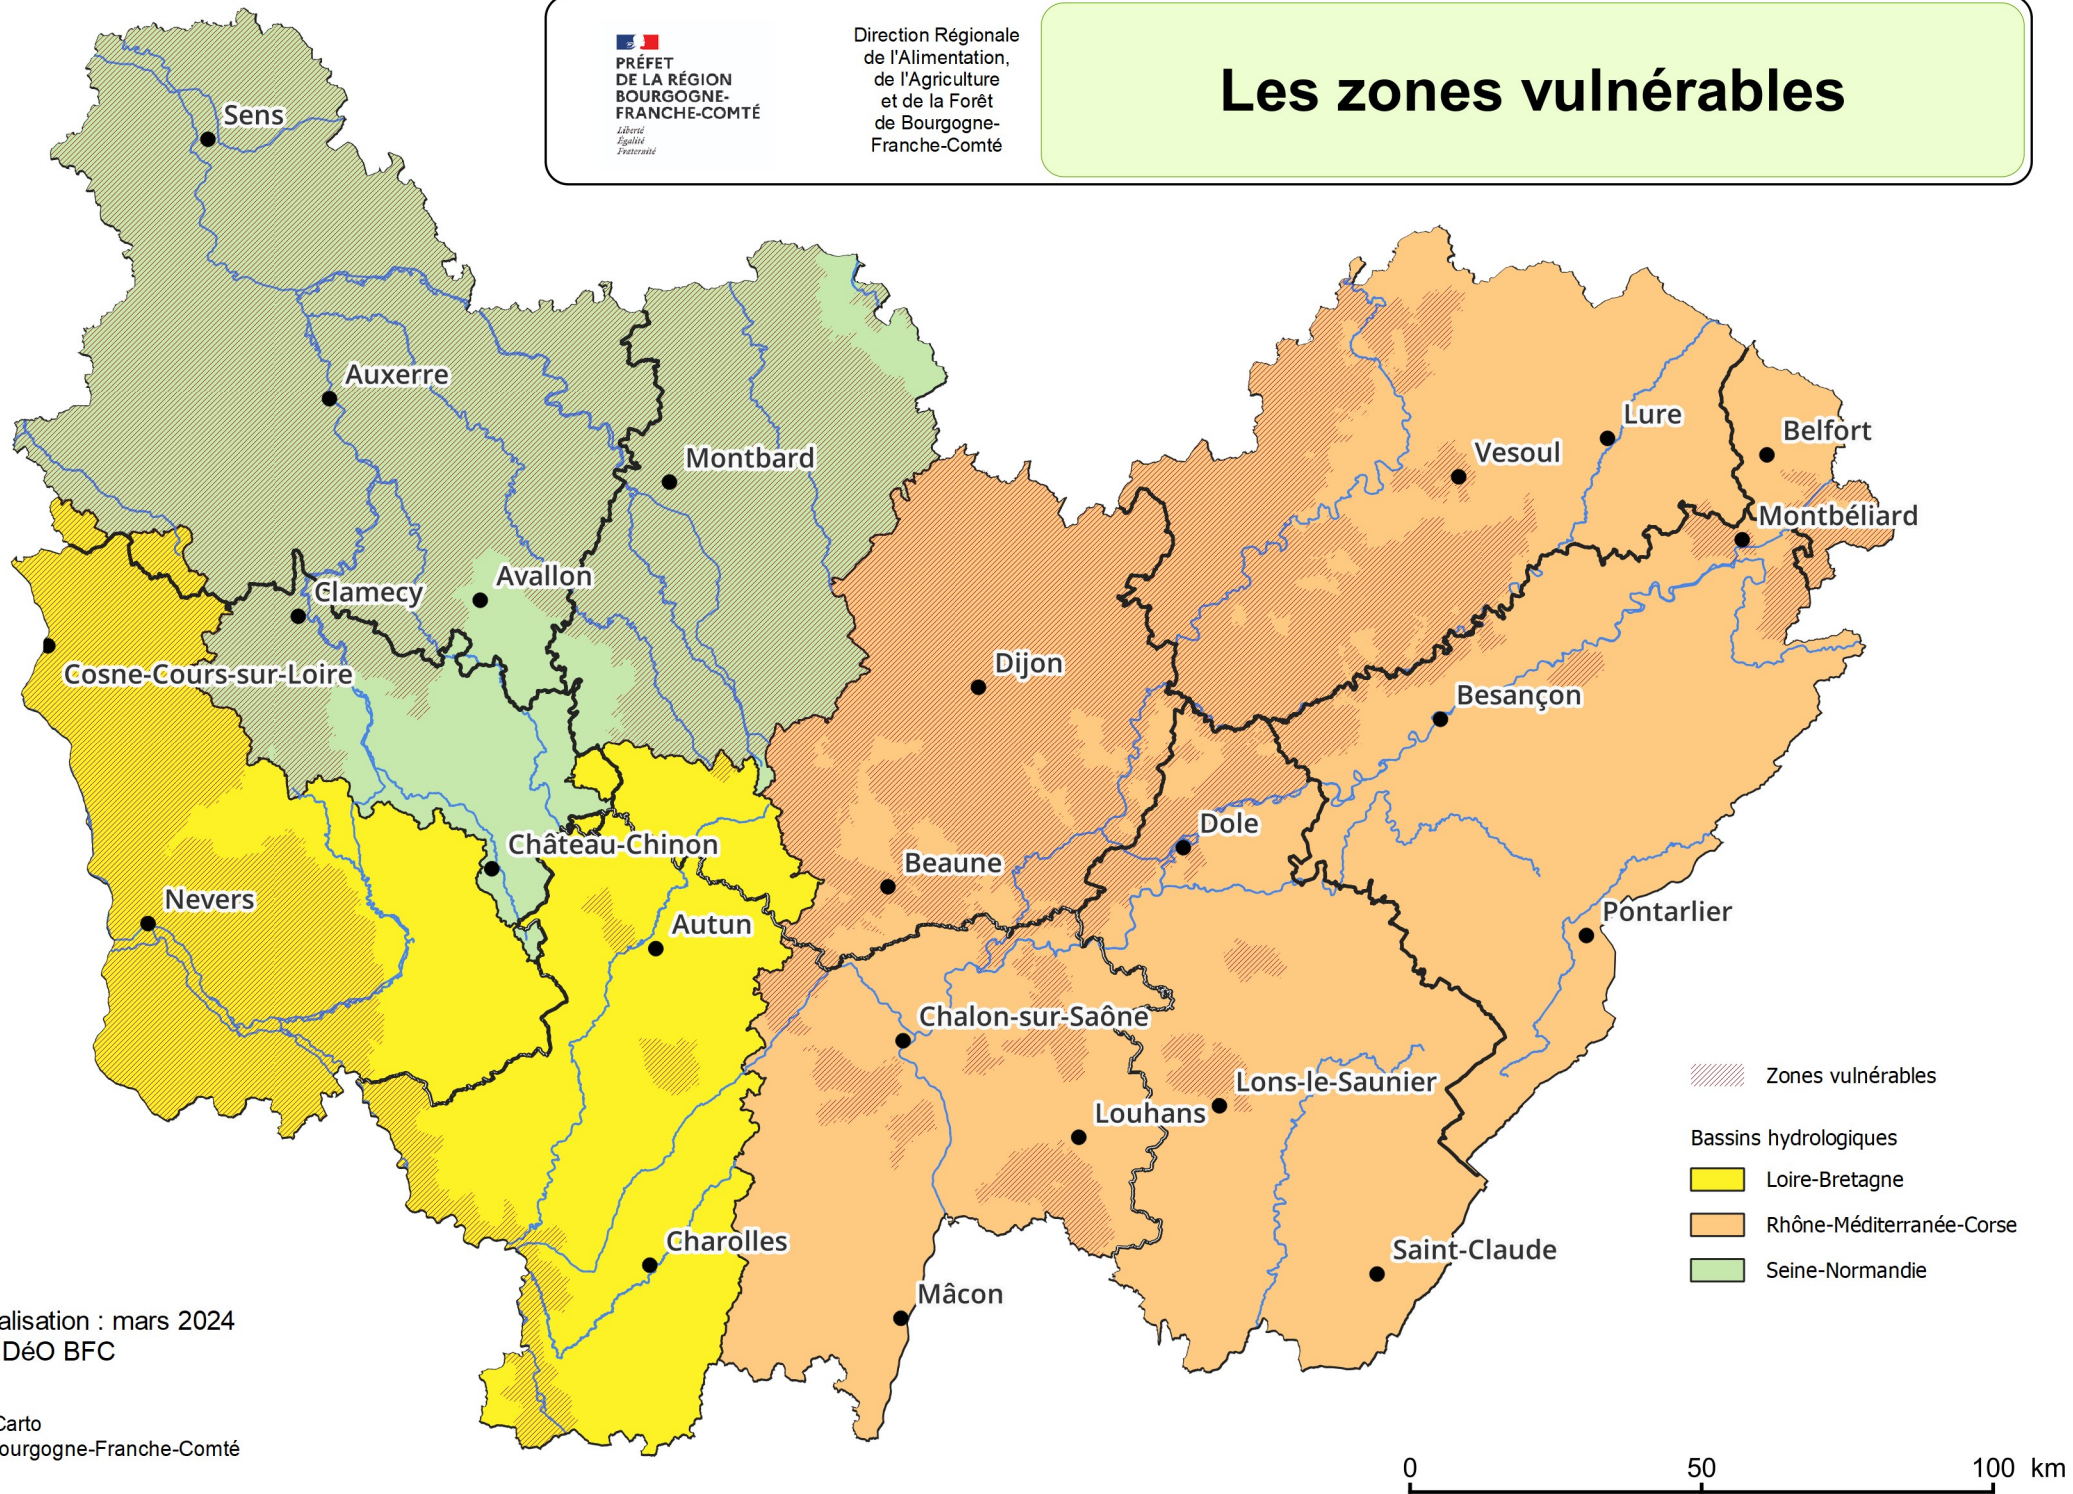 PRÉFET
DE LA RÉGION
BOURGOGNE-
FRANCHE-COMTÉ
Liberté
Égalité
Fraternité
Direction Régionale
de l'Alimentation,
de l'Agriculture
et de la Forêt
de Bourgogne-
Franche-Comté
Les zones vulnérables
Sens
Auxerre
Montbard
Lure
Belfort
Vesoul
Montbéliard
Avallon
Clamecy
Cosne-Cours-sur-Loire
Dijon
Besançon
Dole
Château-Chinon
Beaune
Nevers
Autun
Pontarlier
Chalon-sur-Saône
Lons-le-Saunier
Louhans
Charolles
Saint-Claude
Mâcon
Zones vulnérables
Bassins hydrologiques
Loire-Bretagne
Rhône-Méditerranée-Corse
Seine-Normandie
alisation : mars 2024
DéO BFC
Carto
ourgogne-Franche-Comté
0 50 100 km